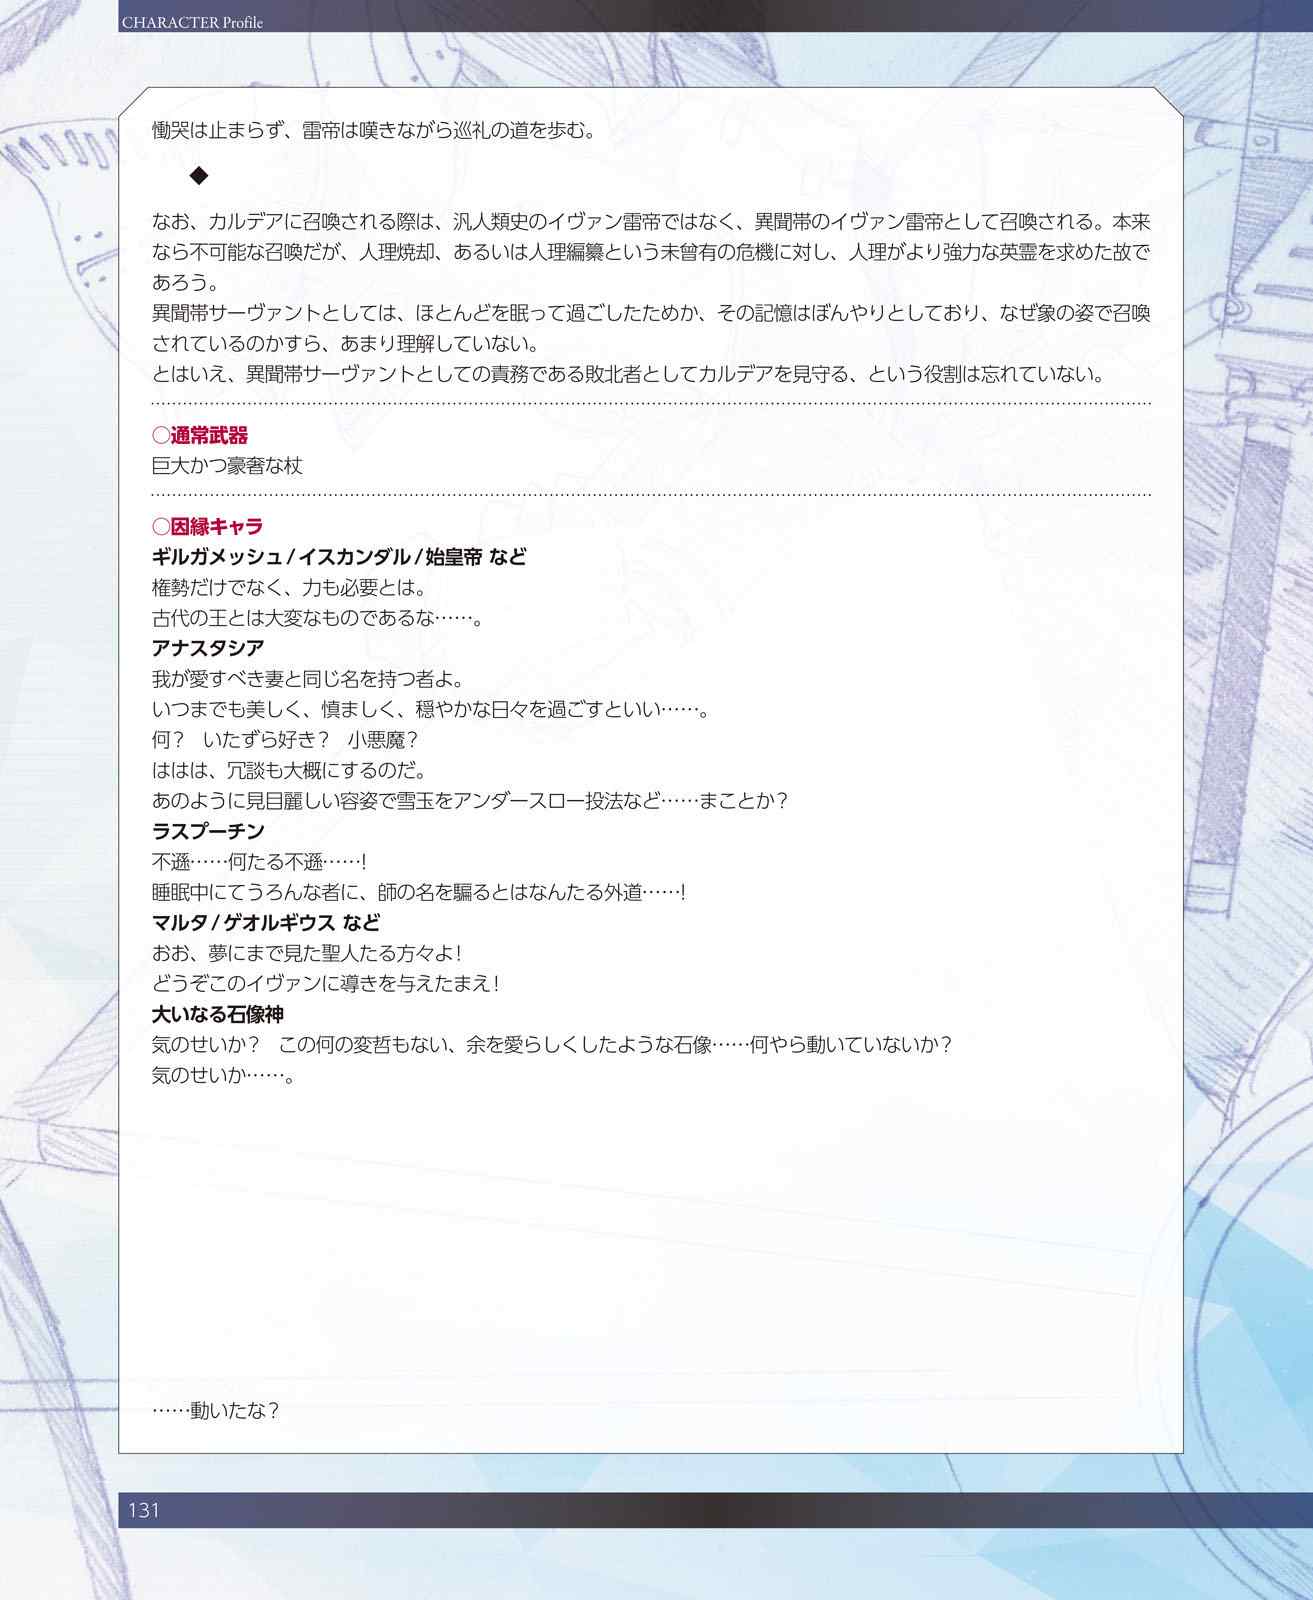 CHARACTER Profile
慟哭は止まらず、雷帝は嘆きながら巡礼の道を歩む。
◆
なお、カルデアに召喚される際は、汎人類史のイヴァン雷帝ではなく、異聞帯のイヴァン雷帝として召喚される。本来
なら不可能な召喚だが、人理焼却、あるいは人理編纂という未曾有の危機に対し、人理がより強力な英霊を求めた故で
あろう。
異聞帯サーヴァントとしては、ほとんどを眠って過ごしたためか、その記憶はぼんやりとしており、なぜ象の姿で召喚
されているのかすら、あまり理解していない。
とはいえ、異聞帯サーヴァントとしての責務である敗北者としてカルデアを見守る、という役割は忘れていない。
○通常武器
巨大かつ豪奢な杖
○因縁キャラ
ギルガメッシュ/イスカンダル/始皇帝 など
権勢だけでなく、力も必要とは。
古代の王とは大変なものであるな……。
アナスタシア
我が愛すべき妻と同じ名を持つ者よ。
いつまでも美しく、慎ましく、穏やかな日々を過ごすといい……。
何？　いたずら好き？　小悪魔？
ははは、冗談も大概にするのだ。
あのように見目麗しい容姿で雪玉をアンダースロー投法など……まことか？
ラスプーチン
不遜……何たる不遜……！
睡眠中にてうろんな者に、師の名を騙るとはなんたる外道……！
マルタ/ゲオルギウス など
おお、夢にまで見た聖人たる方々よ！
どうぞこのイヴァンに導きを与えたまえ！
大いなる石像神
気のせいか？　この何の変哲もない、余を愛らしくしたような石像……何やら動いていないか？
気のせいか……。
……動いたな？
131